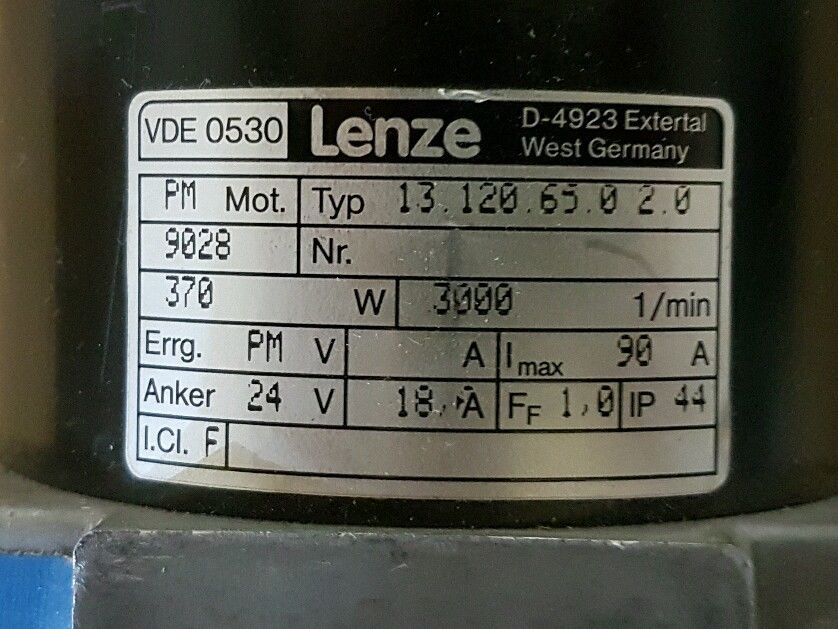 VDE 0530 Lenze D-4923 Extertal
West Germany
PM Mot. Typ 13.120.65.0 2.0
9028 Nr.
370 W 3000 1/min
Errg. PM V A Imax 90 A
Anker 24 V 18, A FF 1,0 IP 44
I.Cl. F